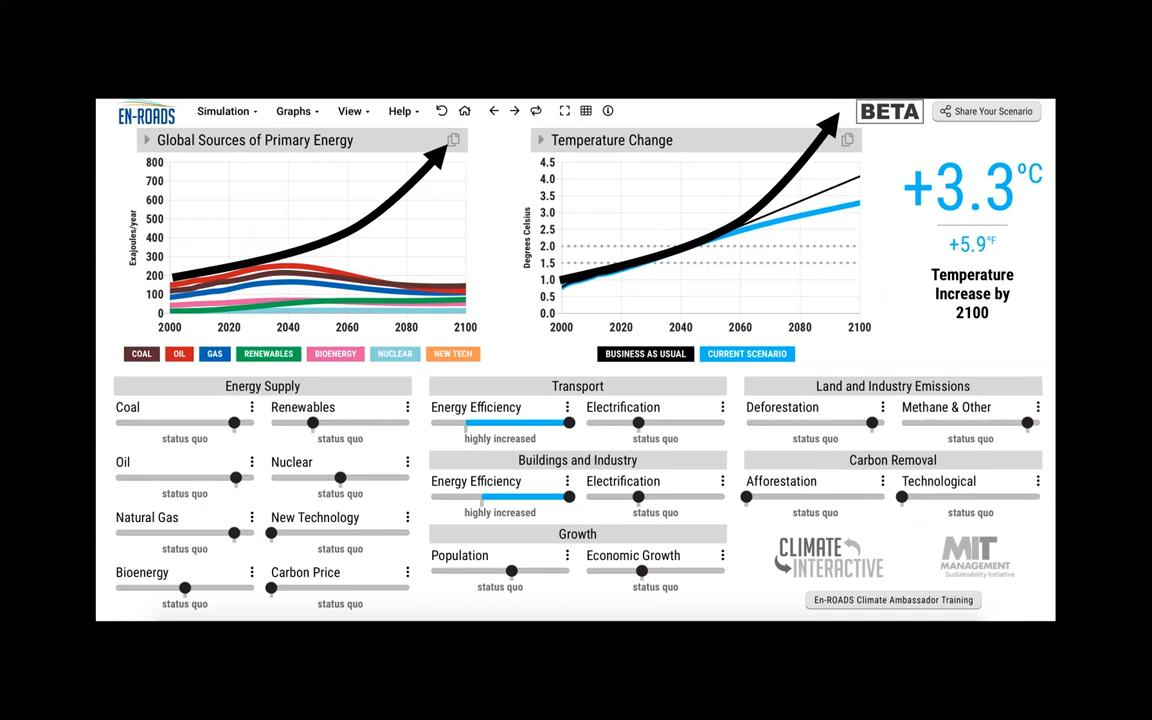 EN-ROADS
Simulation Graphs View Help
BETA
Share Your Scenario
Global Sources of Primary Energy
800
700
600
500
400
300
200
100
0
Exajoules/year
2000 2020 2040 2060 2080 2100
COAL OIL GAS RENEWABLES BIOENERGY NUCLEAR NEW TECH
Temperature Change
4.5
4.0
3.5
3.0
2.5
2.0
1.5
1.0
0.5
0.0
Degrees Celsius
2000 2020 2040 2060 2080 2100
BUSINESS AS USUAL CURRENT SCENARIO
+3.3°C
+5.9°F
Temperature
Increase by
2100
Energy Supply
Coal
status quo
Renewables
status quo
Oil
status quo
Nuclear
status quo
Natural Gas
status quo
New Technology
status quo
Bioenergy
status quo
Carbon Price
status quo
Transport
Energy Efficiency
highly increased
Electrification
status quo
Buildings and Industry
Energy Efficiency
highly increased
Electrification
status quo
Growth
Population
status quo
Economic Growth
status quo
Land and Industry Emissions
Deforestation
status quo
Methane & Other
status quo
Carbon Removal
Afforestation
status quo
Technological
status quo
CLIMATE
INTERACTIVE
MIT
MANAGEMENT
Sustainability Initiative
En-ROADS Climate Ambassador Training